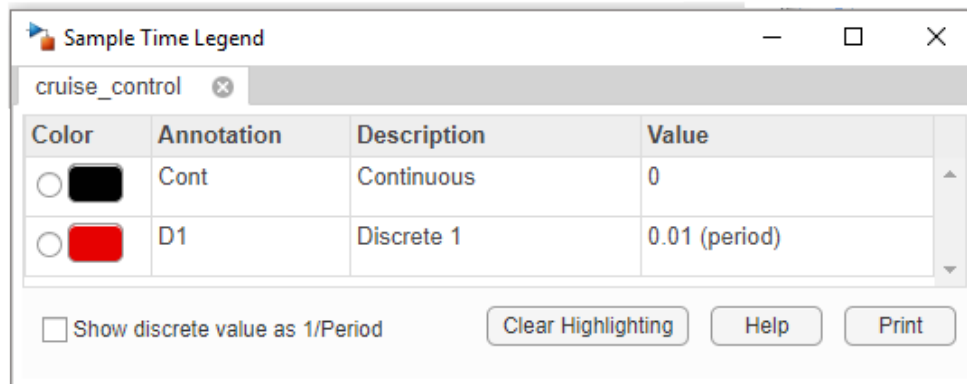 Sample Time Legend
cruise_control
Color Annotation Description Value
Cont Continuous 0
D1 Discrete 1 0.01 (period)
Show discrete value as 1/Period Clear Highlighting Help Print